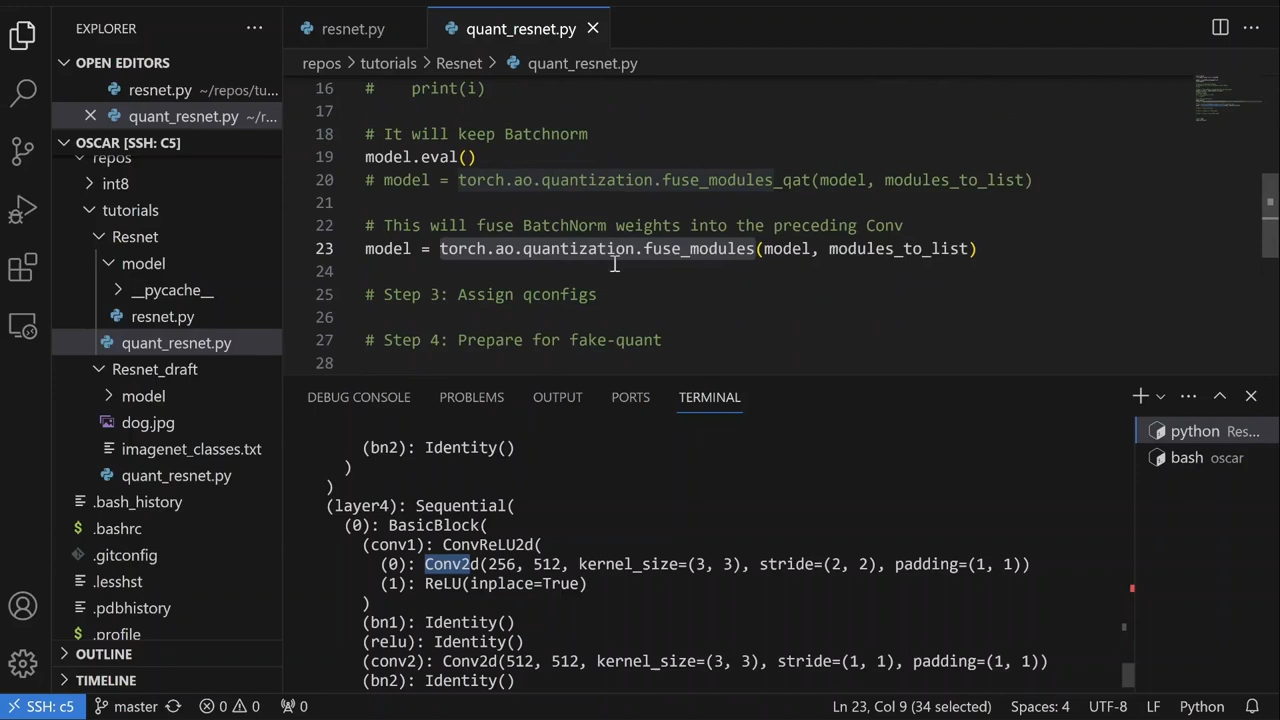 EXPLORER
resnet.py
quant_resnet.py
OPEN EDITORS
resnet.py ~/repos/tu...
quant_resnet.py ~/r...
OSCAR [SSH: C5]
repos
int8
tutorials
Resnet
model
__pycache__
resnet.py
quant_resnet.py
Resnet_draft
model
dog.jpg
imagenet_classes.txt
quant_resnet.py
.bash_history
.bashrc
.gitconfig
.lesshst
.pdbhistory
.profile
OUTLINE
TIMELINE
repos > tutorials > Resnet > quant_resnet.py
16 #    print(i)
17
18 # It will keep Batchnorm
19 model.eval()
20 # model = torch.ao.quantization.fuse_modules_qat(model, modules_to_list)
21
22 # This will fuse BatchNorm weights into the preceding Conv
23 model = torch.ao.quantization.fuse_modules(model, modules_to_list)
24
25 # Step 3: Assign qconfigs
26
27 # Step 4: Prepare for fake-quant
28
DEBUG CONSOLE PROBLEMS OUTPUT PORTS TERMINAL
(bn2): Identity()
)
)
(layer4): Sequential(
(0): BasicBlock(
(conv1): ConvReLU2d(
(0): Conv2d(256, 512, kernel_size=(3, 3), stride=(2, 2), padding=(1, 1))
(1): ReLU(inplace=True)
)
(bn1): Identity()
(relu): Identity()
(conv2): Conv2d(512, 512, kernel_size=(3, 3), stride=(1, 1), padding=(1, 1))
(bn2): Identity()
python Res...
bash oscar
SSH: c5 master 0 0 0 Ln 23, Col 9 (34 selected) Spaces: 4 UTF-8 LF Python